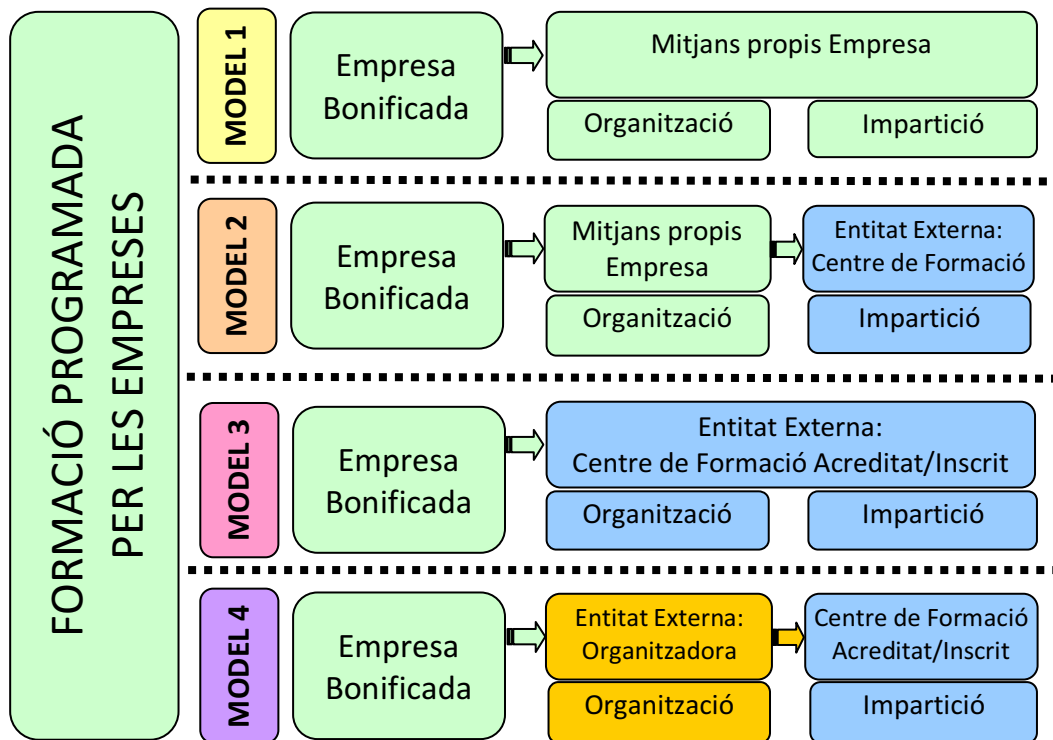 FORMACIÓ PROGRAMADA
PER LES EMPRESES
MODEL 1
Empresa
Bonificada
Mitjans propis Empresa
Organització
Impartició
MODEL 2
Empresa
Bonificada
Mitjans propis
Empresa
Organització
Entitat Externa:
Centre de Formació
Impartició
MODEL 3
Empresa
Bonificada
Entitat Externa:
Centre de Formació Acreditat/Inscrit
Organització
Impartició
MODEL 4
Empresa
Bonificada
Entitat Externa:
Organitzadora
Organització
Centre de Formació
Acreditat/Inscrit
Impartició